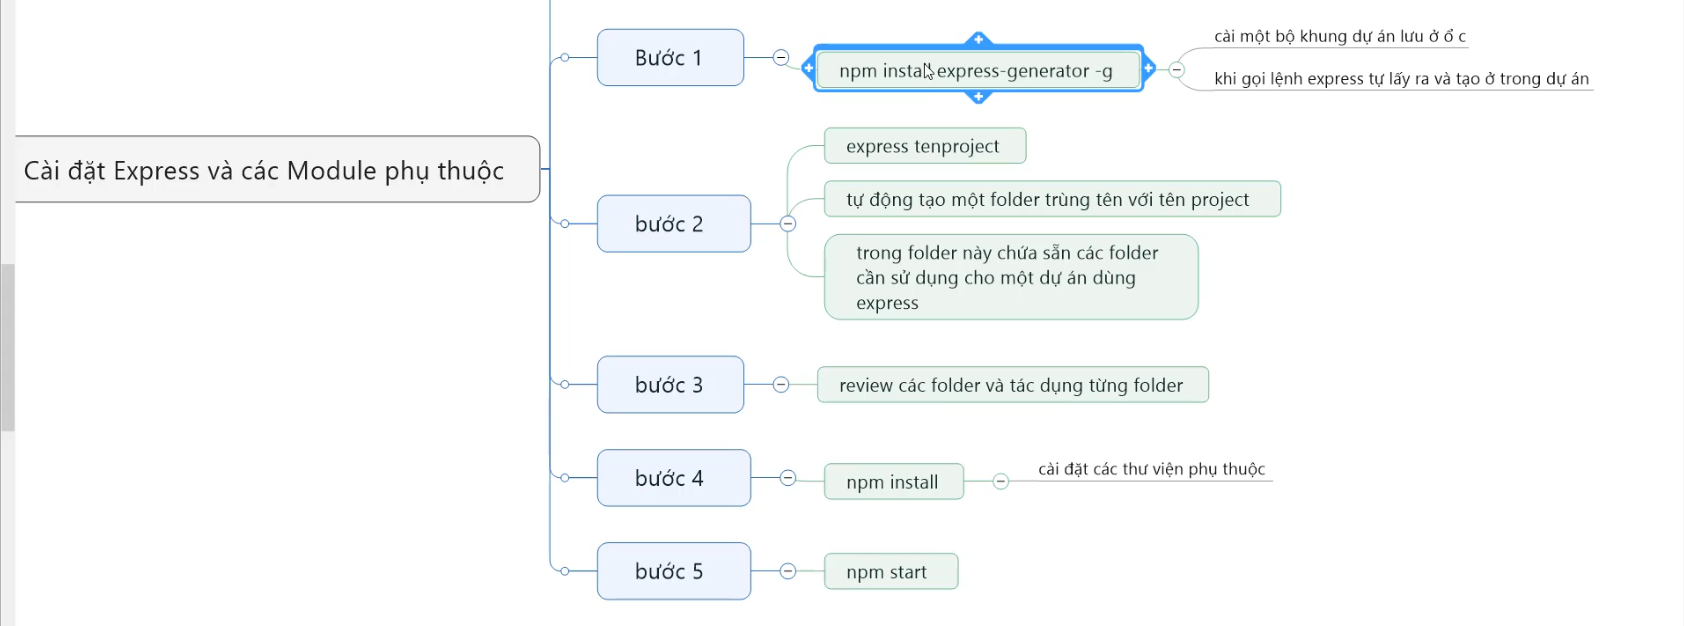 Cài đặt Express và các Module phụ thuộc
Bước 1
npm install express-generator -g
cài một bộ khung dự án lưu ở ổ c
khi gọi lệnh express tự lấy ra và tạo ở trong dự án
bước 2
express tenproject
tự động tạo một folder trùng tên với tên project
trong folder này chứa sẵn các folder
cần sử dụng cho một dự án dùng
express
bước 3
review các folder và tác dụng từng folder
bước 4
npm install
cài đặt các thư viện phụ thuộc
bước 5
npm start